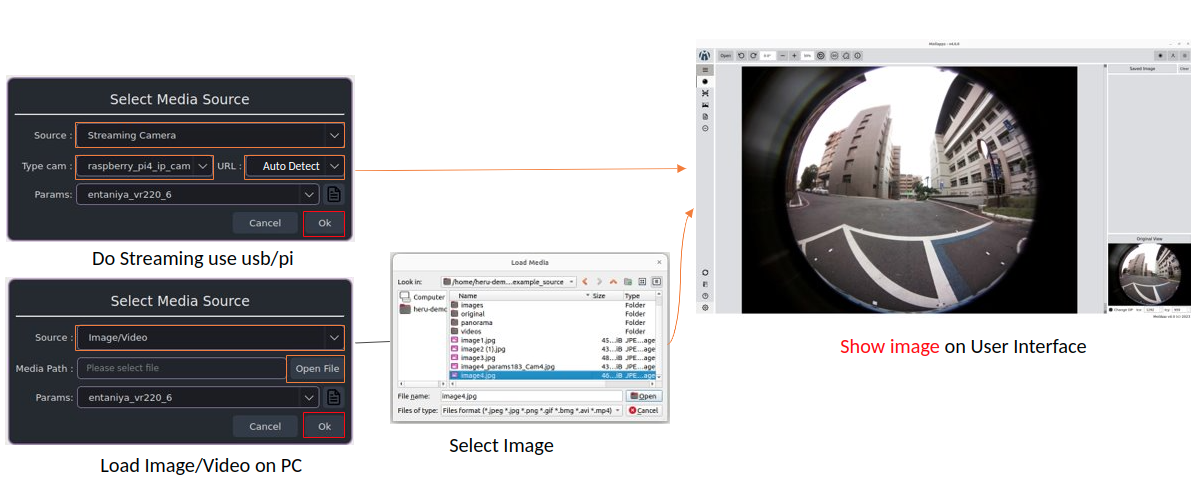 Select Media Source
Source : Streaming Camera
Type cam : raspberry_pi4_ip_cam URL : Auto Detect
Params: entaniya_vr220_6
Cancel Ok
Do Streaming use usb/pi
Select Media Source
Source : Image/Video
Media Path : Please select file Open File
Params: entaniya_vr220_6
Cancel Ok
Load Image/Video on PC
Load Media
Look in: /home/heru-dem...example_source
Computer
heru-demo
Name Size Type
images Folder
original Folder
panorama Folder
videos Folder
image1.jpg 45...iB JPE...age
image2 (1).jpg 43...iB JPE...age
image3.jpg 48...iB JPE...age
image4_params183_Cam4.jpg 43...iB JPE...age
image4.jpg 46...iB JPE...age
File name: image4.jpg Open
Files of type: Files format (*.jpeg *.jpg *.png *.gif *.bmg *.avi *.mp4) Cancel
Select Image
Open
Saved Image Clear
Original View
Show image on User Interface